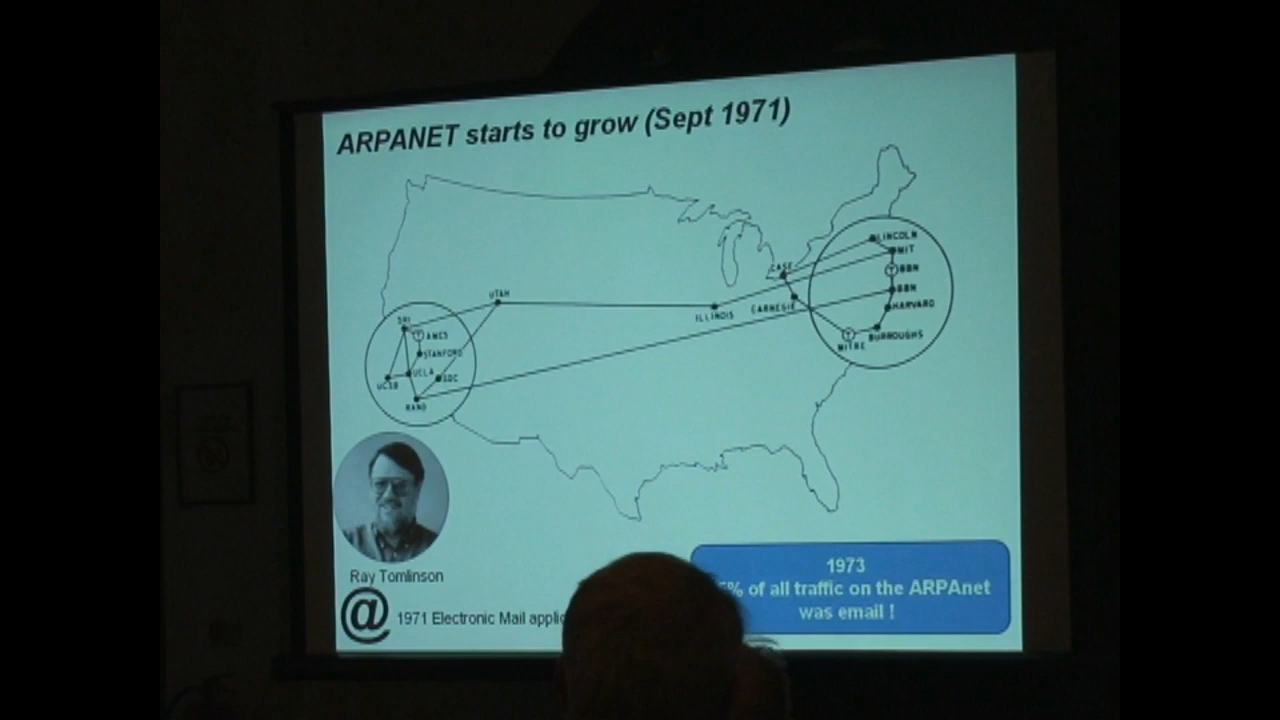 ARPANET starts to grow (Sept 1971)
LINCOLN
MIT
CASE
T BBN
BBN
UTAH
ILLINOIS
CARNEGIE
HARVARD
SRI
T AMES
BURROUGHS
T
MITRE
STANFORD
UCLA
SDC
UCSB
RAND
Ray Tomlinson
@ 1971 Electronic Mail
1973
% of all traffic on the ARPAnet
was email !